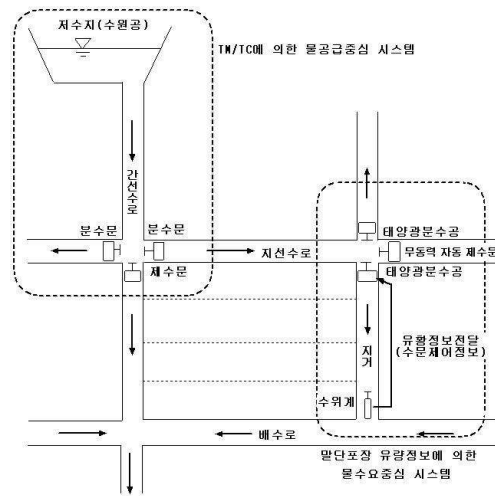 저수지(수원공)
TM/TC에 의한 물공급중심 시스템
간선수로
분수문
분수문
제수문
지선수로
태양광분수공
무동력 자동 제수문
태양광분수공
지거
유황정보전달
(수문제어정보)
수위계
배수로
말단포장 유량정보에 의한
물수요중심 시스템